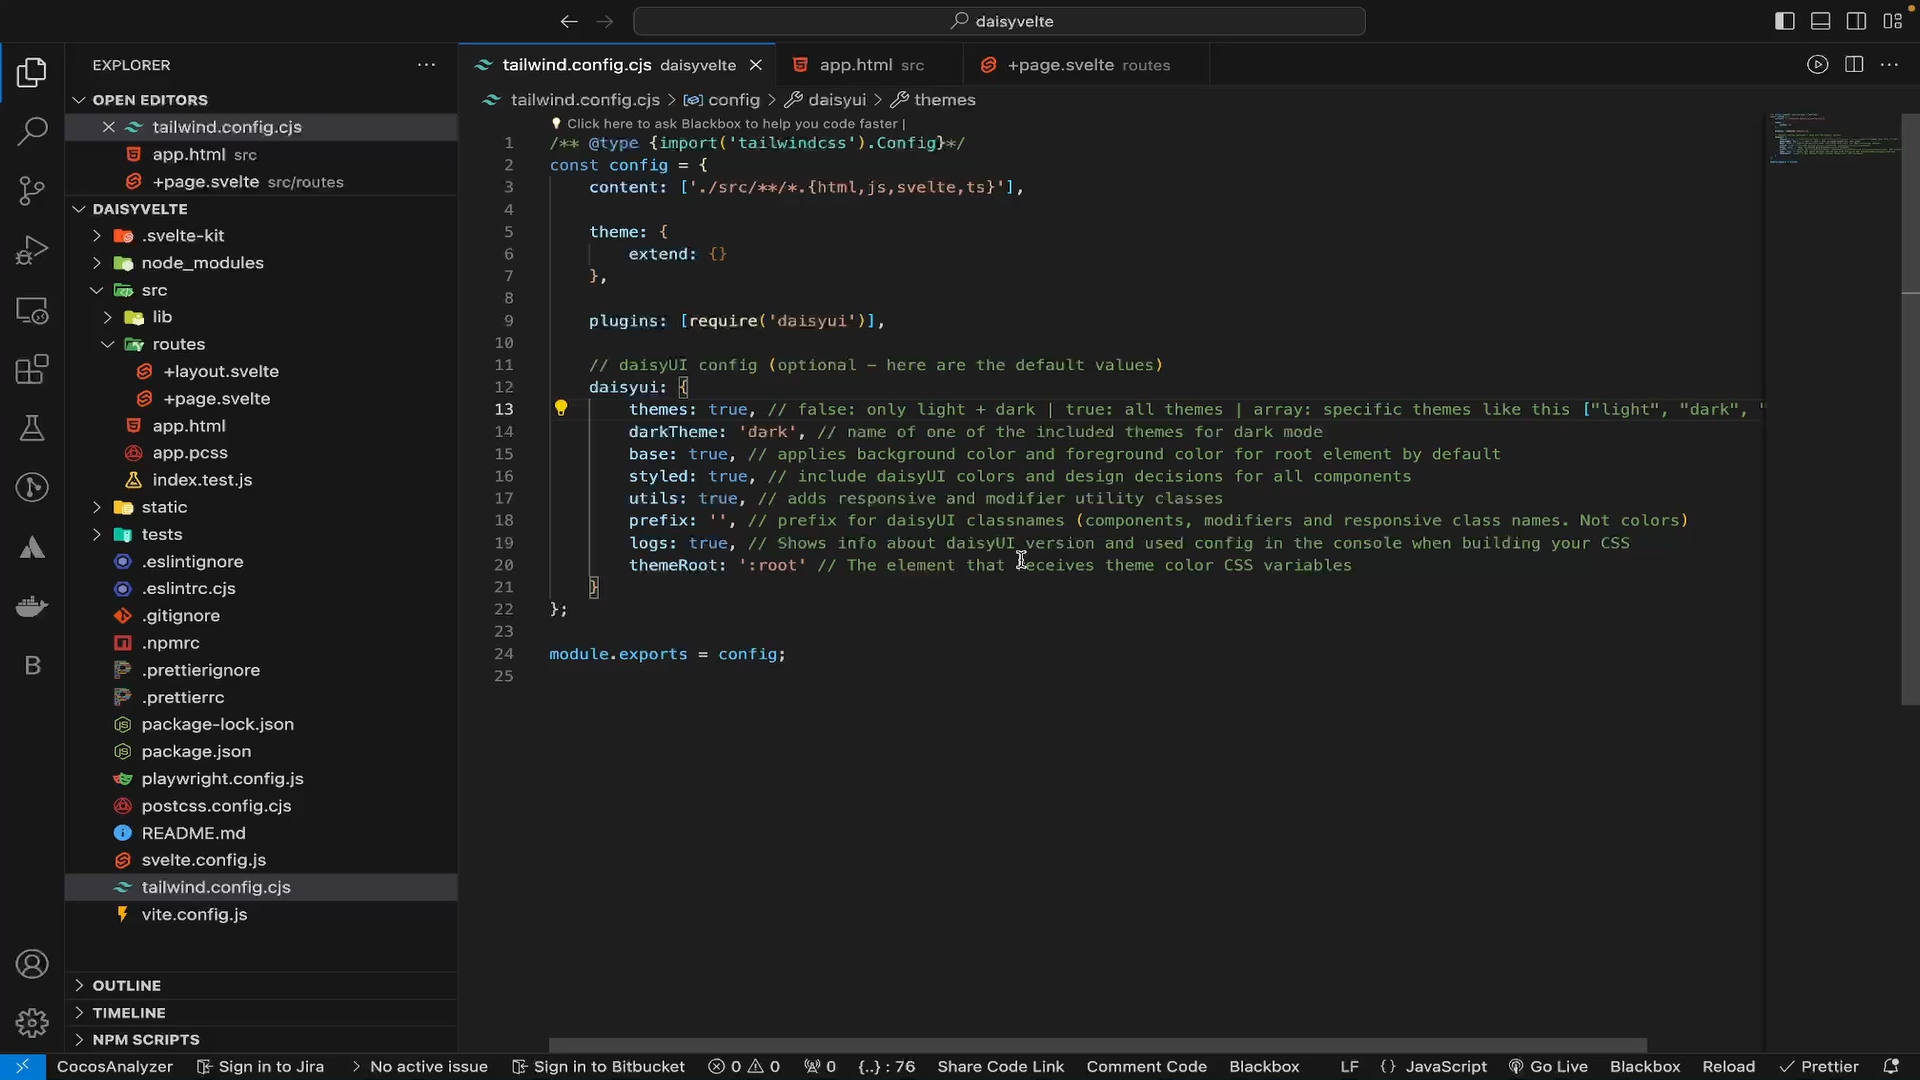 daisyvelte
EXPLORER
OPEN EDITORS
tailwind.config.cjs
app.html src
+page.svelte src/routes
DAISYVELTE
.svelte-kit
node_modules
src
lib
routes
+layout.svelte
+page.svelte
app.html
app.pcss
index.test.js
static
tests
.eslintignore
.eslintrc.cjs
.gitignore
.npmrc
.prettierignore
.prettierrc
package-lock.json
package.json
playwright.config.js
postcss.config.cjs
README.md
svelte.config.js
tailwind.config.cjs
vite.config.js
OUTLINE
TIMELINE
NPM SCRIPTS
tailwind.config.cjs daisyvelte
app.html src
+page.svelte routes
tailwind.config.cjs > config > daisyui > themes
Click here to ask Blackbox to help you code faster |
1 /** @type {import('tailwindcss').Config}*/
2 const config = {
3 content: ['./src/**/*.{html,js,svelte,ts}'],
4
5 theme: {
6 extend: {}
7 },
8
9 plugins: [require('daisyui')],
10
11 // daisyUI config (optional – here are the default values)
12 daisyui: {
13 themes: true, // false: only light + dark | true: all themes | array: specific themes like this ["light", "dark", "
14 darkTheme: 'dark', // name of one of the included themes for dark mode
15 base: true, // applies background color and foreground color for root element by default
16 styled: true, // include daisyUI colors and design decisions for all components
17 utils: true, // adds responsive and modifier utility classes
18 prefix: '', // prefix for daisyUI classnames (components, modifiers and responsive class names. Not colors)
19 logs: true, // Shows info about daisyUI version and used config in the console when building your CSS
20 themeRoot: ':root' // The element that receives theme color CSS variables
21 }
22 };
23
24 module.exports = config;
25
CocosAnalyzer Sign in to Jira > No active issue Sign in to Bitbucket 0 0 0 {..} : 76 Share Code Link Comment Code Blackbox LF {} JavaScript Go Live Blackbox Reload Prettier